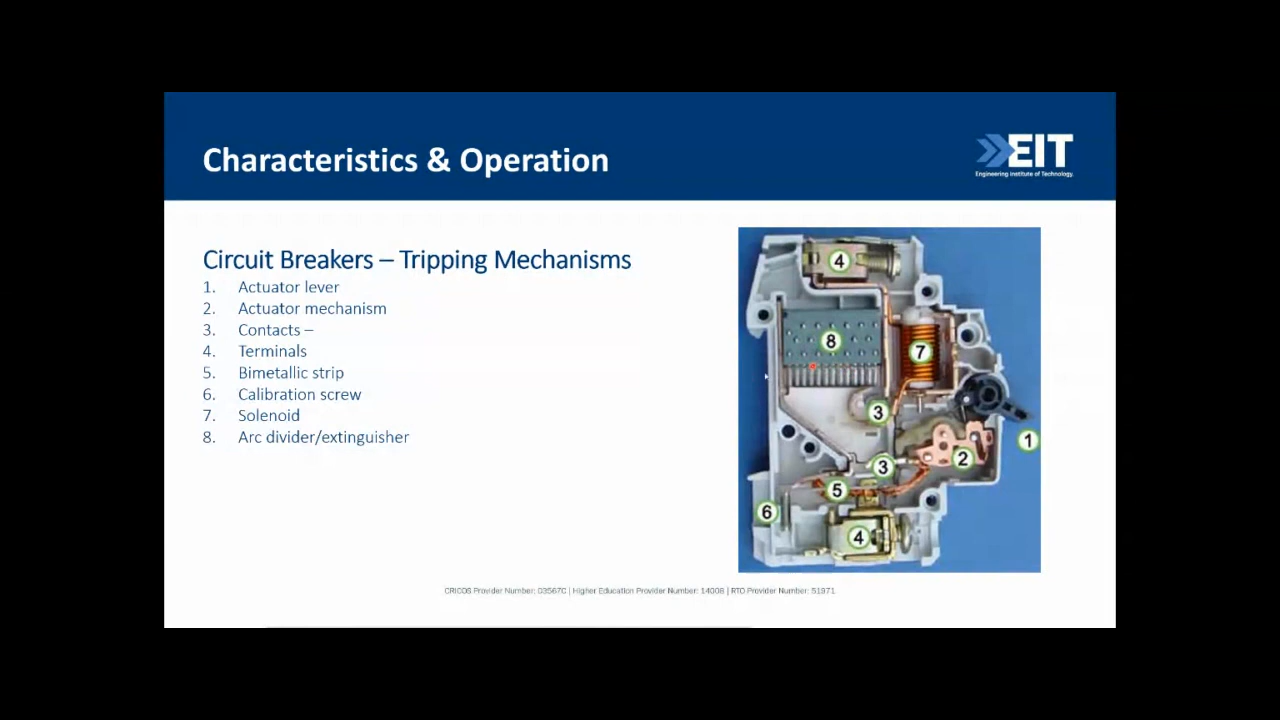 Characteristics & Operation
EIT
Engineering Institute of Technology.
Circuit Breakers – Tripping Mechanisms
1. Actuator lever
2. Actuator mechanism
3. Contacts –
4. Terminals
5. Bimetallic strip
6. Calibration screw
7. Solenoid
8. Arc divider/extinguisher
4
8
7
3
1
2
3
5
6
4
CRICOS Provider Number: 03567C | Higher Education Provider Number: 14008 | RTO Provider Number: 51971